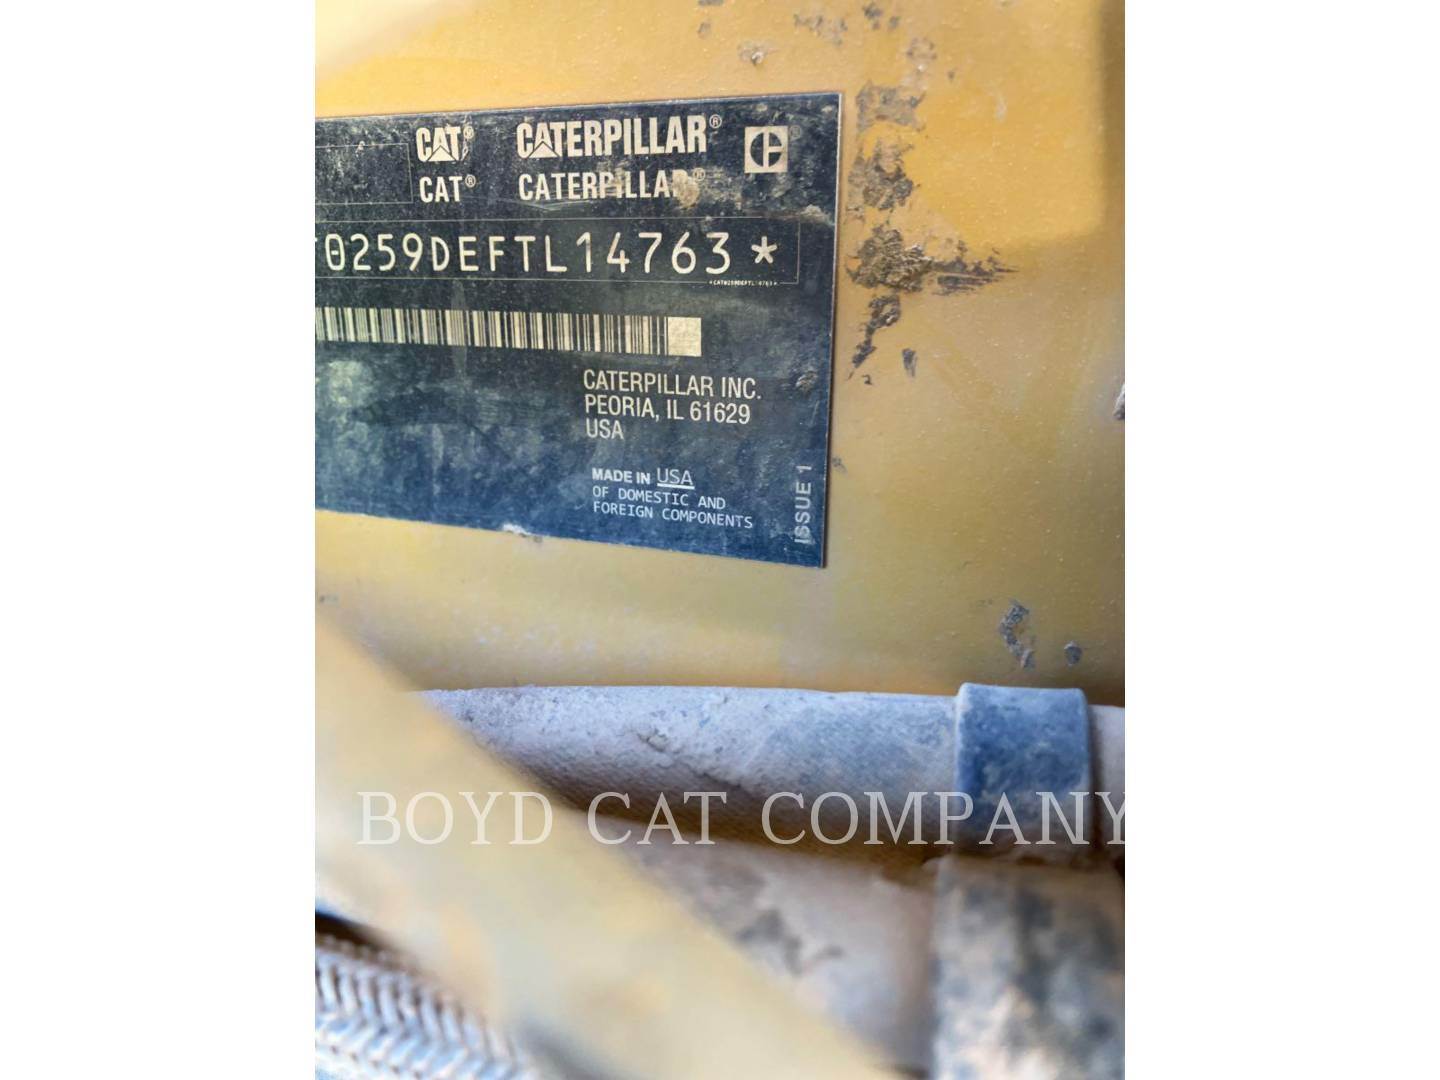 CAT® CATERPILLAR®
CAT® CATERPILLAR®
T0259DEFTL14763*
*CAT0259DEFTL14763*
CATERPILLAR INC.
PEORIA, IL 61629
USA
MADE IN USA
OF DOMESTIC AND
FOREIGN COMPONENTS
ISSUE 1
BOYD CAT COMPANY